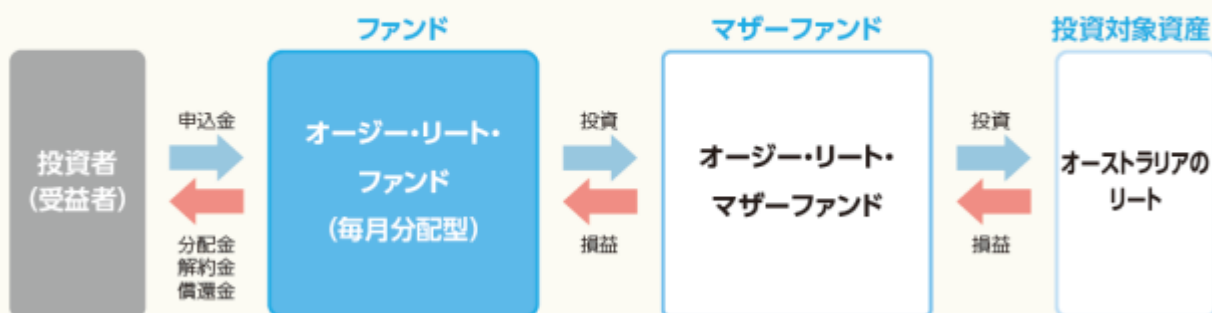 ファンド
マザーファンド
投資対象資産
投資者
(受益者)
申込金
分配金
解約金
償還金
オージー・リート・
ファンド
(毎月分配型)
投資
損益
オージー・リート・
マザーファンド
投資
損益
オーストラリアの
リート